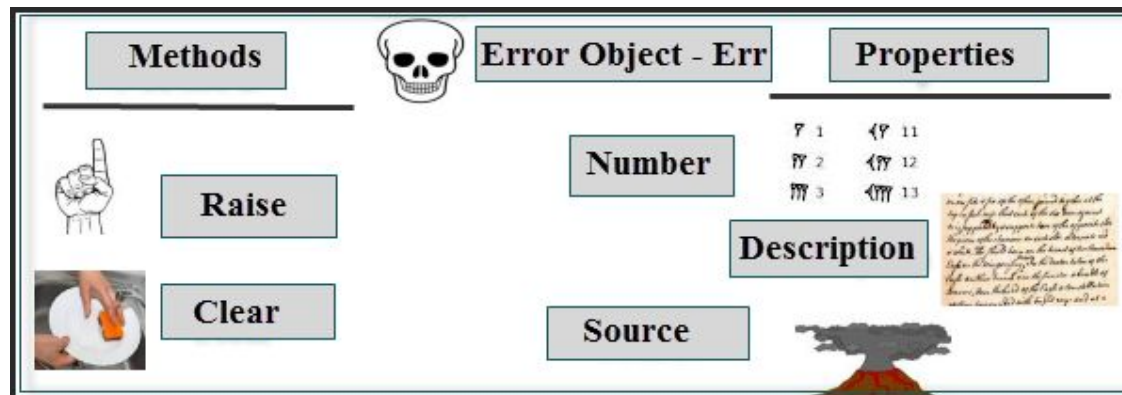 Methods
Error Object - Err
Properties
Raise
Clear
Number
1 11
2 12
3 13
Description
Source